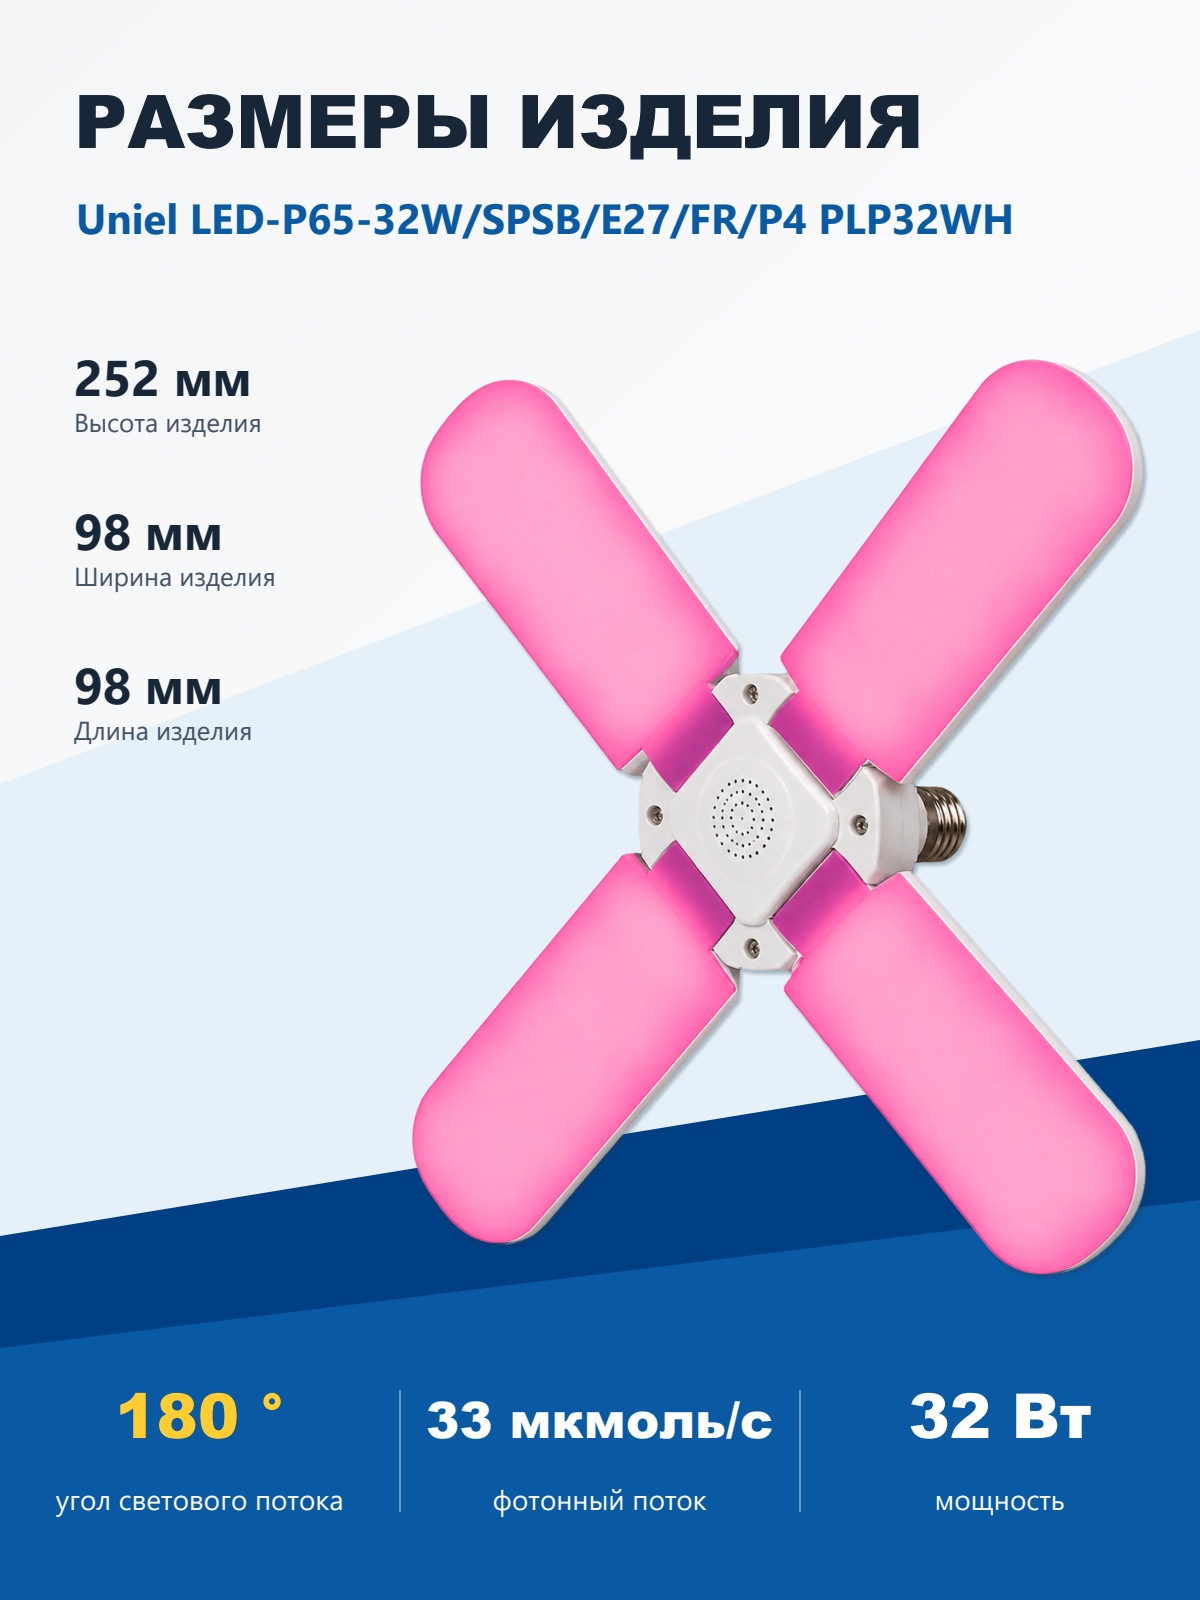 РАЗМЕРЫ ИЗДЕЛИЯ
Uniel LED-P65-32W/SPSB/E27/FR/P4 PLP32WH
252 мм
Высота изделия
98 мм
Ширина изделия
98 мм
Длина изделия
180 °
угол светового потока
33 мкмоль/с
фотонный поток
32 Вт
мощность